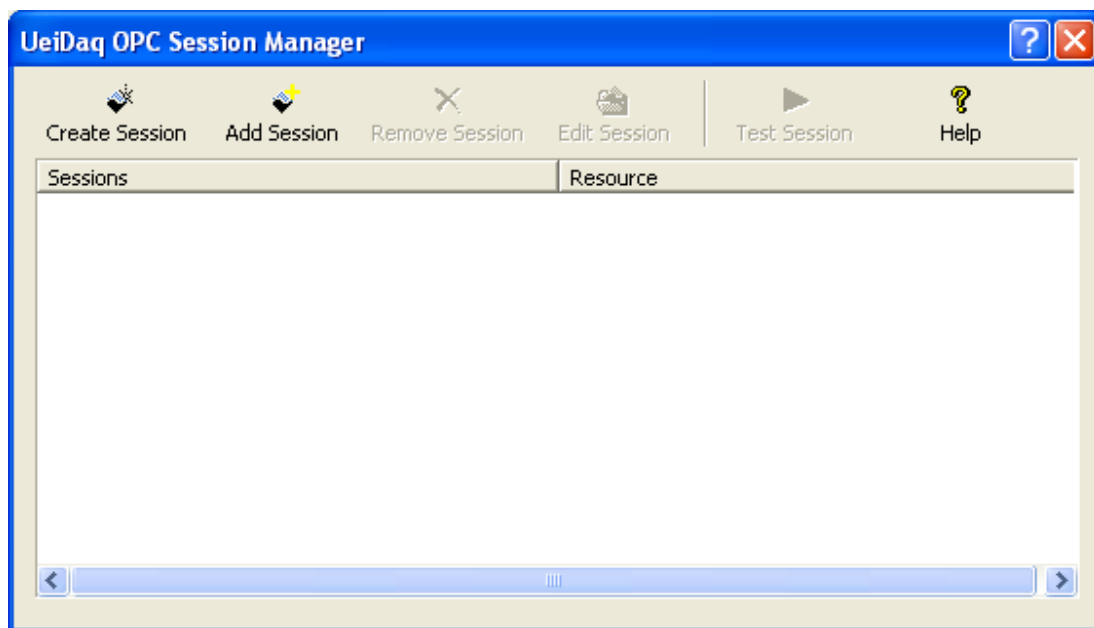 UeiDaq OPC Session Manager
Create Session Add Session Remove Session Edit Session Test Session Help
Sessions Resource